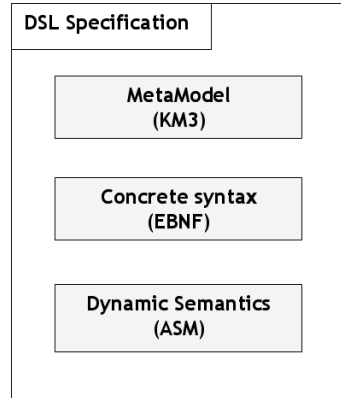 DSL Specification
MetaModel
(KM3)
Concrete syntax
(EBNF)
Dynamic Semantics
(ASM)